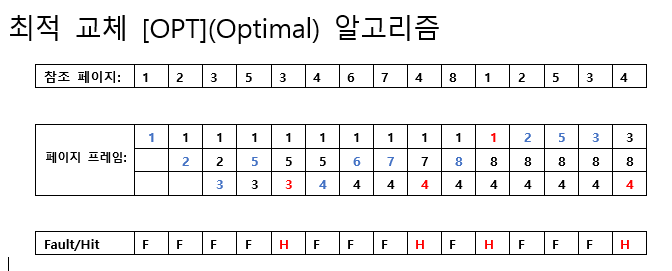 최적 교체 [OPT](Optimal) 알고리즘
참조 페이지: 1 2 3 5 3 4 6 7 4 8 1 2 5 3 4
1 1 1 1 1 1 1 1 1 1 1 2 5 3 3
페이지 프레임: 2 2 5 5 5 6 7 7 8 8 8 8 8 8
3 3 3 4 4 4 4 4 4 4 4 4 4
Fault/Hit F F F F H F F F H F H F F F H